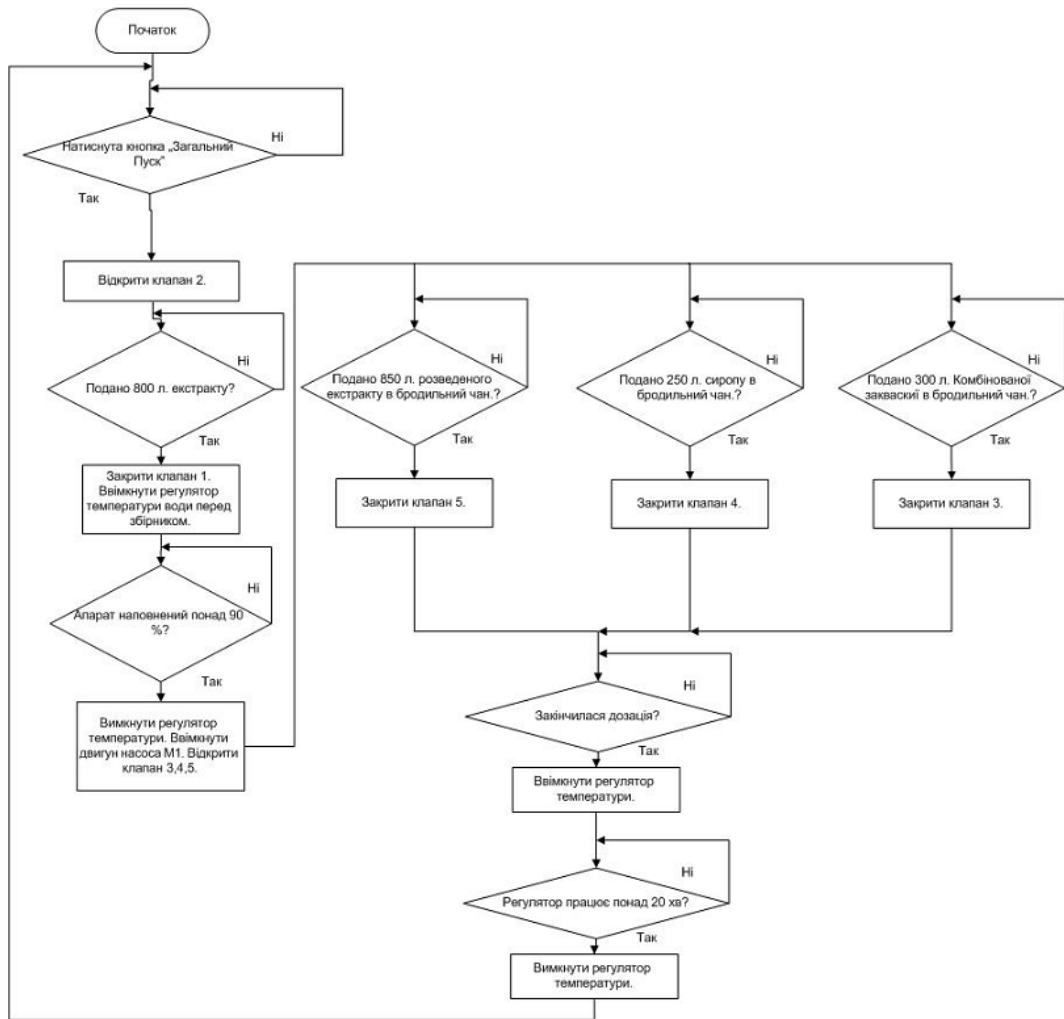 Початок
Натиснута кнопка „Загальний
Пуск"
Ні
Так
Відкрити клапан 2.
Подано 800 л. екстракту?
Ні
Так
Закрити клапан 1.
Ввімкнути регулятор
температури води перед
збірником.
Апарат наповнений понад 90
%?
Ні
Так
Вимкнути регулятор
температури. Ввімкнути
двигун насоса М1. Відкрити
клапан 3,4,5.
Подано 850 л. розведеного
екстракту в бродильний чан.?
Ні
Так
Закрити клапан 5.
Подано 250 л. сиропу в
бродильний чан.?
Ні
Так
Закрити клапан 4.
Подано 300 л. Комбінованої
закваскиї в бродильний чан.?
Ні
Так
Закрити клапан 3.
Закінчилася дозація?
Ні
Так
Ввімкнути регулятор
температури.
Регулятор працює понад 20 хв?
Ні
Так
Вимкнути регулятор
температури.